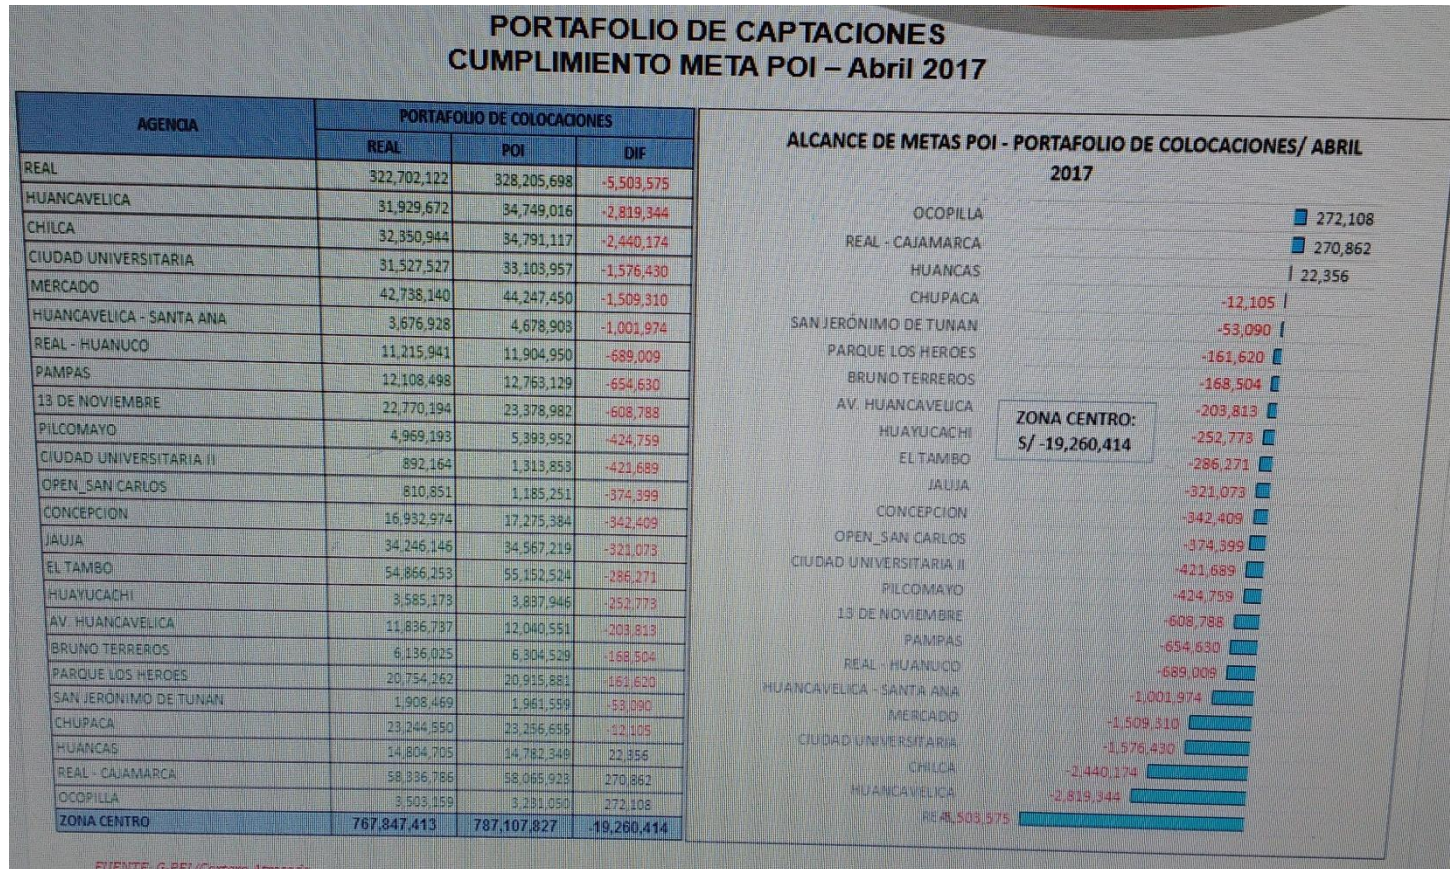 PORTAFOLIO DE CAPTACIONES
CUMPLIMIENTO META POI – Abril 2017
AGENCIA PORTAFOLIO DE COLOCACIONES
REAL POI DIF
REAL 322,702,122 328,205,698 -5,503,575
HUANCAVELICA 31,929,672 34,749,016 -2,819,344
CHILCA 32,350,944 34,791,117 -2,440,174
CIUDAD UNIVERSITARIA 31,527,527 33,103,957 -1,576,430
MERCADO 42,738,140 44,247,450 -1,509,310
HUANCAVELICA - SANTA ANA 3,676,928 4,678,903 -1,001,974
REAL - HUANUCO 11,215,941 11,904,950 -689,009
PAMPAS 12,108,498 12,763,129 -654,630
13 DE NOVIEMBRE 22,770,194 23,378,982 -608,788
PILCOMAYO 4,969,193 5,393,952 -424,759
CIUDAD UNIVERSITARIA II 892,164 1,313,853 -421,689
OPEN_SAN CARLOS 810,851 1,185,251 -374,399
CONCEPCION 16,932,974 17,275,384 -342,409
JAUJA 34,246,146 34,567,219 -321,073
EL TAMBO 54,866,253 55,152,524 -286,271
HUAYUCACHI 3,585,173 3,837,946 -252,773
AV. HUANCAVELICA 11,836,737 12,040,551 -203,813
BRUNO TERREROS 6,136,025 6,304,529 -168,504
PARQUE LOS HEROES 20,754,262 20,915,881 -161,620
SAN JERÓNIMO DE TUNAN 1,908,469 1,961,559 -53,090
CHUPACA 23,244,550 23,256,655 -12,105
HUANCAS 14,804,705 14,782,349 22,356
REAL - CAJAMARCA 58,336,786 58,065,923 270,862
OCOPILLA 3,503,159 3,231,050 272,108
ZONA CENTRO 767,847,413 787,107,827 -19,260,414
ALCANCE DE METAS POI - PORTAFOLIO DE COLOCACIONES/ ABRIL
2017
OCOPILLA 272,108
REAL - CAJAMARCA 270,862
HUANCAS 22,356
CHUPACA -12,105
SAN JERÓNIMO DE TUNAN -53,090
PARQUE LOS HEROES -161,620
BRUNO TERREROS -168,504
AV. HUANCAVELICA -203,813
ZONA CENTRO:
S/ -19,260,414
HUAYUCACHI -252,773
EL TAMBO -286,271
JAUJA -321,073
CONCEPCION -342,409
OPEN_SAN CARLOS -374,399
CIUDAD UNIVERSITARIA II -421,689
PILCOMAYO -424,759
13 DE NOVIEMBRE -608,788
PAMPAS -654,630
REAL - HUANUCO -689,009
HUANCAVELICA - SANTA ANA -1,001,974
MERCADO -1,509,310
CIUDAD UNIVERSITARIA -1,576,430
CHILCA -2,440,174
HUANCAVELICA -2,819,344
FUENTE: